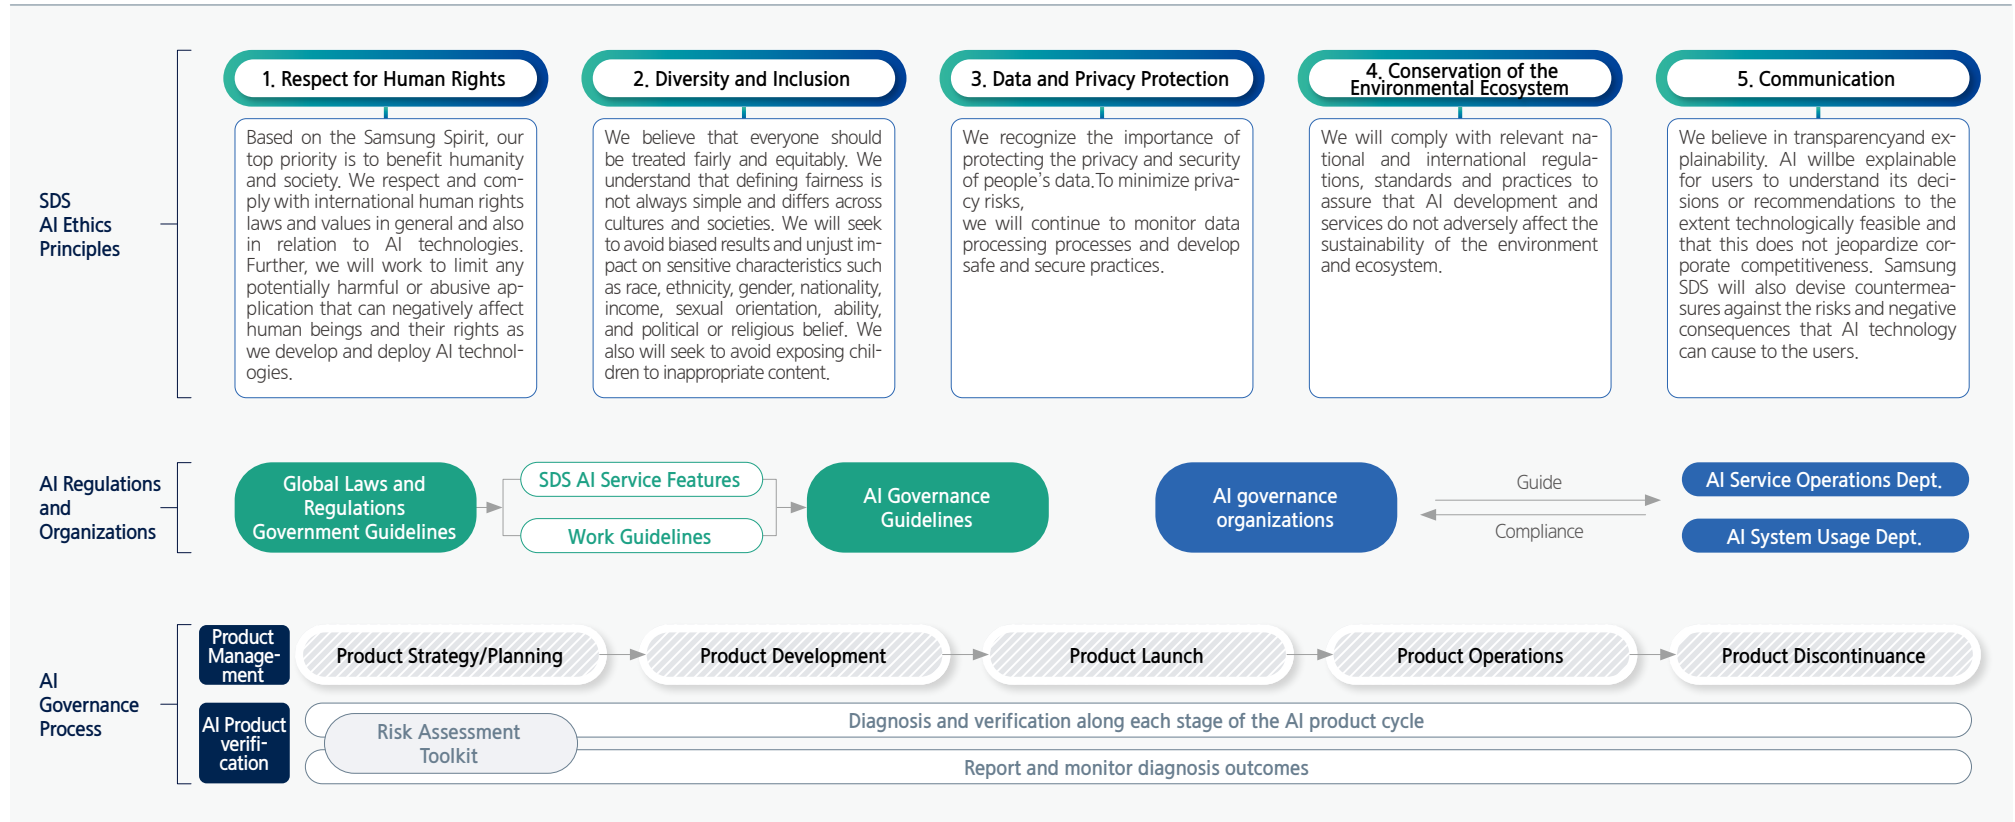 SDS
AI Ethics
Principles
1. Respect for Human Rights
Based on the Samsung Spirit, our
top priority is to benefit humanity
and society. We respect and com-
ply with international human rights
laws and values in general and also
in relation to AI technologies.
Further, we will work to limit any
potentially harmful or abusive ap-
plication that can negatively affect
human beings and their rights as
we develop and deploy AI technol-
ogies.
2. Diversity and Inclusion
We believe that everyone should
be treated fairly and equitably. We
understand that defining fairness is
not always simple and differs across
cultures and societies. We will seek
to avoid biased results and unjust im-
pact on sensitive characteristics such
as race, ethnicity, gender, nationality,
income, sexual orientation, ability,
and political or religious belief. We
also will seek to avoid exposing chil-
dren to inappropriate content.
3. Data and Privacy Protection
We recognize the importance of
protecting the privacy and security
of people's data.To minimize priva-
cy risks,
we will continue to monitor data
processing processes and develop
safe and secure practices.
4. Conservation of the
Environmental Ecosystem
We will comply with relevant na-
tional and international regula-
tions, standards and practices to
assure that AI development and
services do not adversely affect the
sustainability of the environment
and ecosystem.
5. Communication
We believe in transparencyand ex-
plainability. AI willbe explainable
for users to understand its deci-
sions or recommendations to the
extent technologically feasible and
that this does not jeopardize cor-
porate competitiveness. Samsung
SDS will also devise countermea-
sures against the risks and negative
consequences that AI technology
can cause to the users.
AI Regulations
and
Organizations
Global Laws and
Regulations
Government Guidelines
SDS AI Service Features
Work Guidelines
AI Governance
Guidelines
AI governance
organizations
Guide
Compliance
AI Service Operations Dept.
AI System Usage Dept.
AI
Governance
Process
Product
Manage-
ment
Product Strategy/Planning
Product Development
Product Launch
Product Operations
Product Discontinuance
AI Product
verifi-
cation
Risk Assessment
Toolkit
Diagnosis and verification along each stage of the AI product cycle
Report and monitor diagnosis outcomes